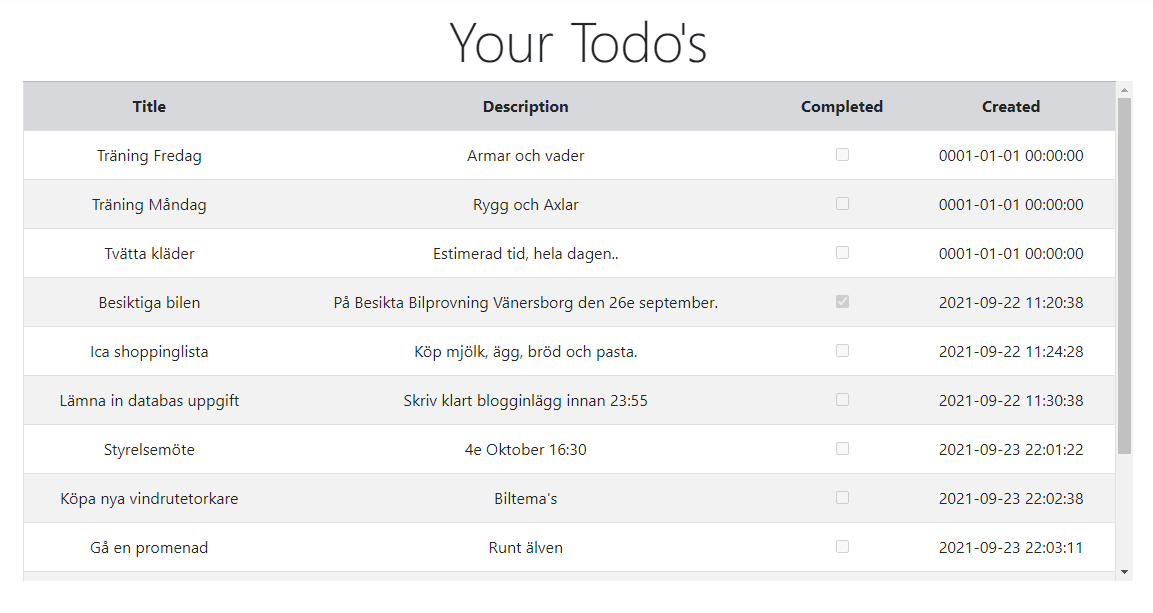 Your Todo's
Title Description Completed Created
Träning Fredag Armar och vader 0001-01-01 00:00:00
Träning Måndag Rygg och Axlar 0001-01-01 00:00:00
Tvätta kläder Estimerad tid, hela dagen.. 0001-01-01 00:00:00
Besiktiga bilen På Besikta Bilprovning Vänersborg den 26e september. 2021-09-22 11:20:38
Ica shoppinglista Köp mjölk, ägg, bröd och pasta. 2021-09-22 11:24:28
Lämna in databas uppgift Skriv klart blogginlägg innan 23:55 2021-09-22 11:30:38
Styrelsemöte 4e Oktober 16:30 2021-09-23 22:01:22
Köpa nya vindrutetorkare Biltema's 2021-09-23 22:02:38
Gå en promenad Runt älven 2021-09-23 22:03:11